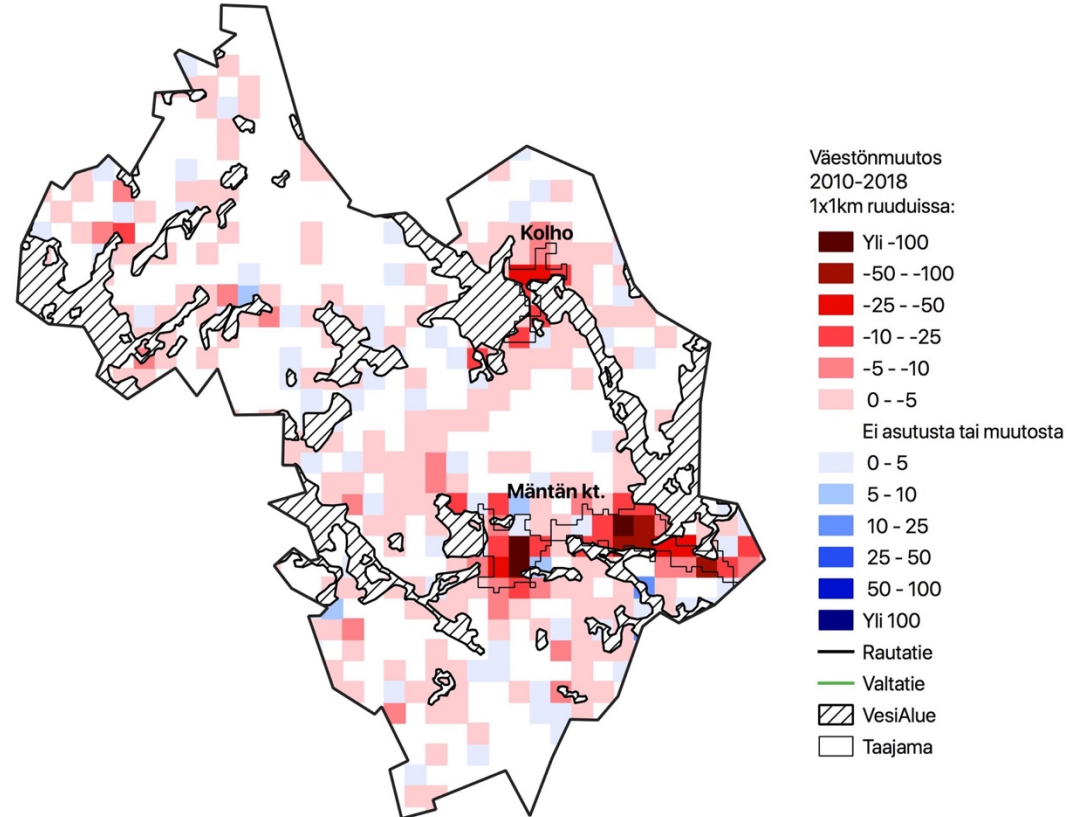 Kolho
Mäntän kt.
Väestönmuutos
2010-2018
1x1km ruuduissa:
Yli -100
-50 - -100
-25 - -50
-10 - -25
-5 - -10
0 - -5
Ei asutusta tai muutosta
0 - 5
5 - 10
10 - 25
25 - 50
50 - 100
Yli 100
Rautatie
Valtatie
VesiAlue
Taajama